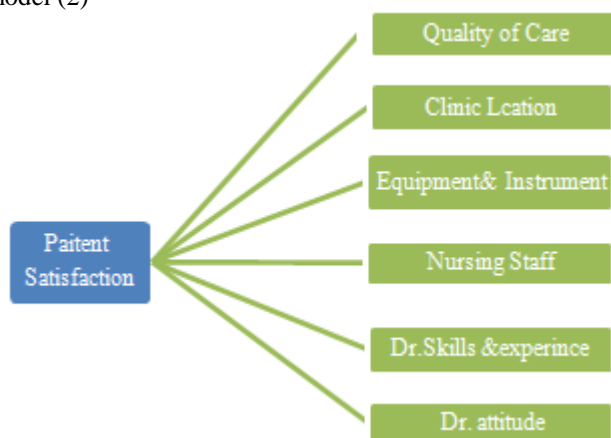 odel (2)
Quality of Care
Clinic Lcation
Equipment& Instrument
Paitent
Satisfaction
Nursing Staff
Dr.Skills &experince
Dr. attitude